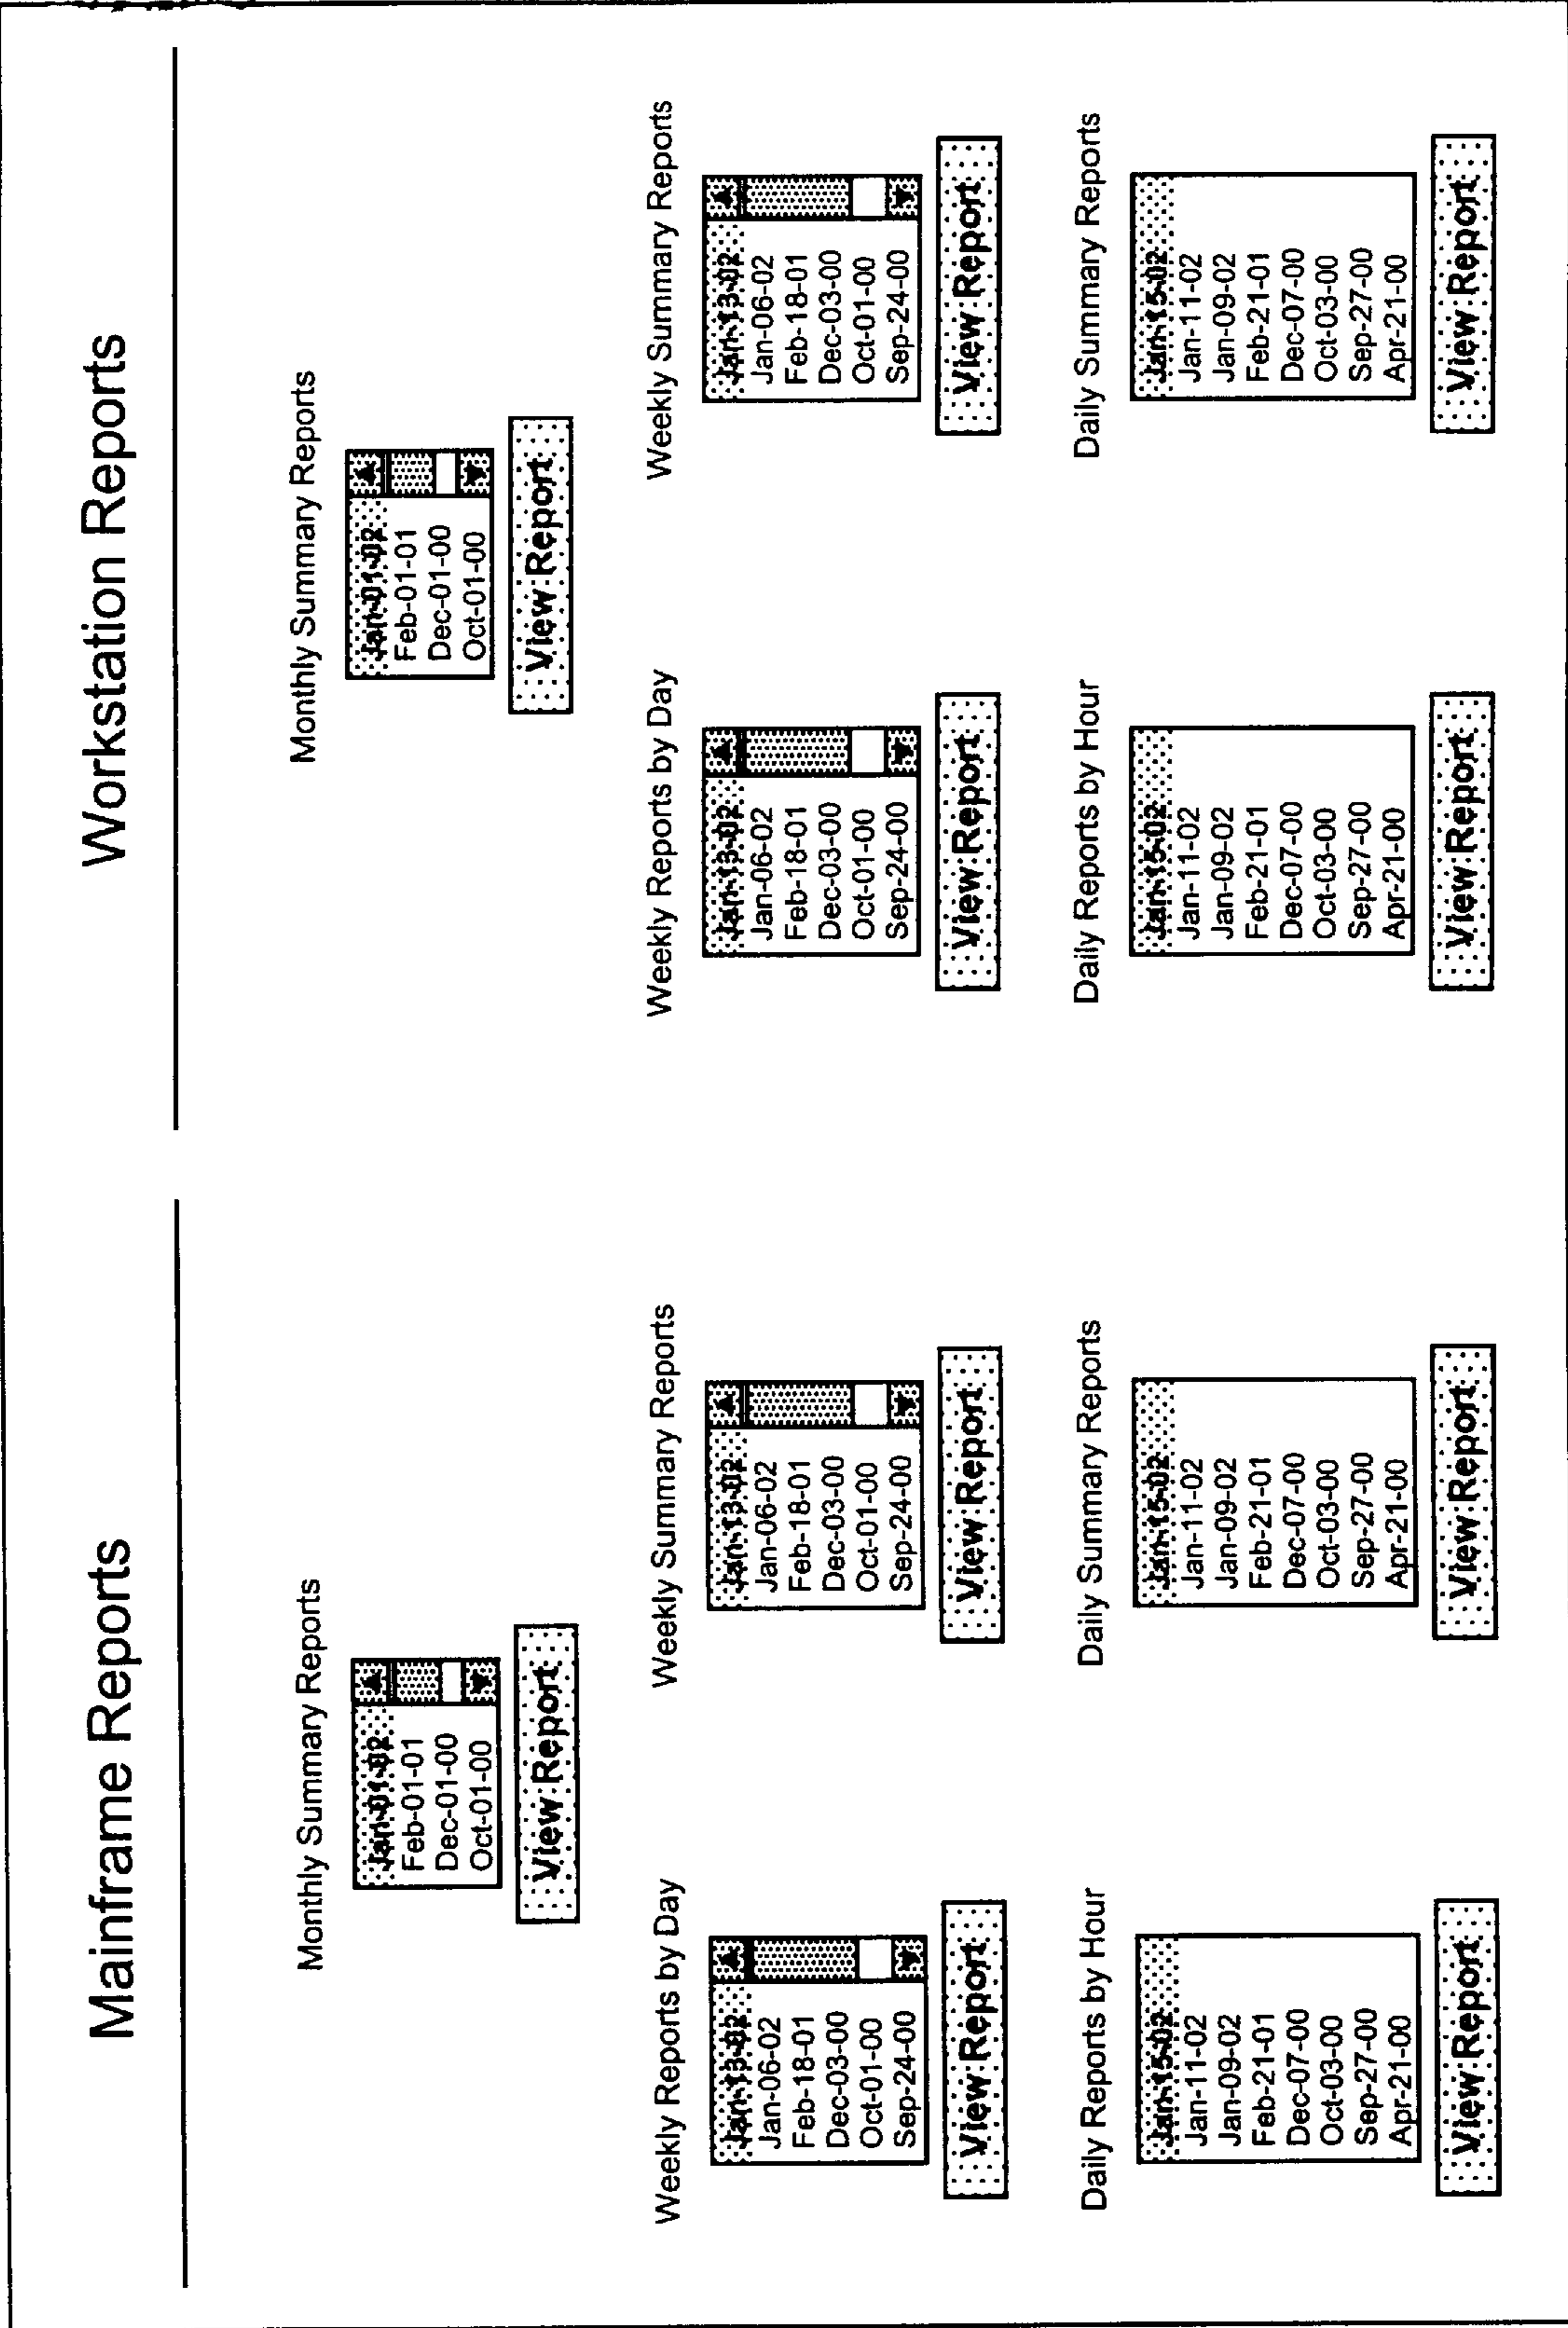 Mainframe Reports
Monthly Summary Reports
Jan-01-02
Feb-01-01
Dec-01-00
Oct-01-00
View Report
Weekly Reports by Day
Jan-13-02
Jan-06-02
Feb-18-01
Dec-03-00
Oct-01-00
Sep-24-00
View Report
Weekly Summary Reports
Jan-13-02
Jan-06-02
Feb-18-01
Dec-03-00
Oct-01-00
Sep-24-00
View Report
Daily Reports by Hour
Jan-15-02
Jan-11-02
Jan-09-02
Feb-21-01
Dec-07-00
Oct-03-00
Sep-27-00
Apr-21-00
View Report
Daily Summary Reports
Jan-15-02
Jan-11-02
Jan-09-02
Feb-21-01
Dec-07-00
Oct-03-00
Sep-27-00
Apr-21-00
View Report
Workstation Reports
Monthly Summary Reports
Jan-01-02
Feb-01-01
Dec-01-00
Oct-01-00
View Report
Weekly Reports by Day
Jan-13-02
Jan-06-02
Feb-18-01
Dec-03-00
Oct-01-00
Sep-24-00
View Report
Weekly Summary Reports
Jan-13-02
Jan-06-02
Feb-18-01
Dec-03-00
Oct-01-00
Sep-24-00
View Report
Daily Reports by Hour
Jan-15-02
Jan-11-02
Jan-09-02
Feb-21-01
Dec-07-00
Oct-03-00
Sep-27-00
Apr-21-00
View Report
Daily Summary Reports
Jan-15-02
Jan-11-02
Jan-09-02
Feb-21-01
Dec-07-00
Oct-03-00
Sep-27-00
Apr-21-00
View Report